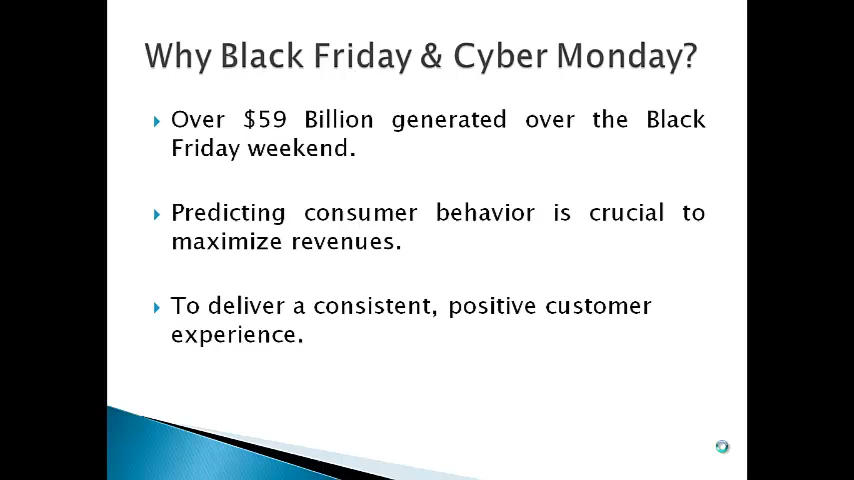 Why Black Friday & Cyber Monday?
Over $59 Billion generated over the Black
Friday weekend.
Predicting consumer behavior is crucial to
maximize revenues.
To deliver a consistent, positive customer
experience.